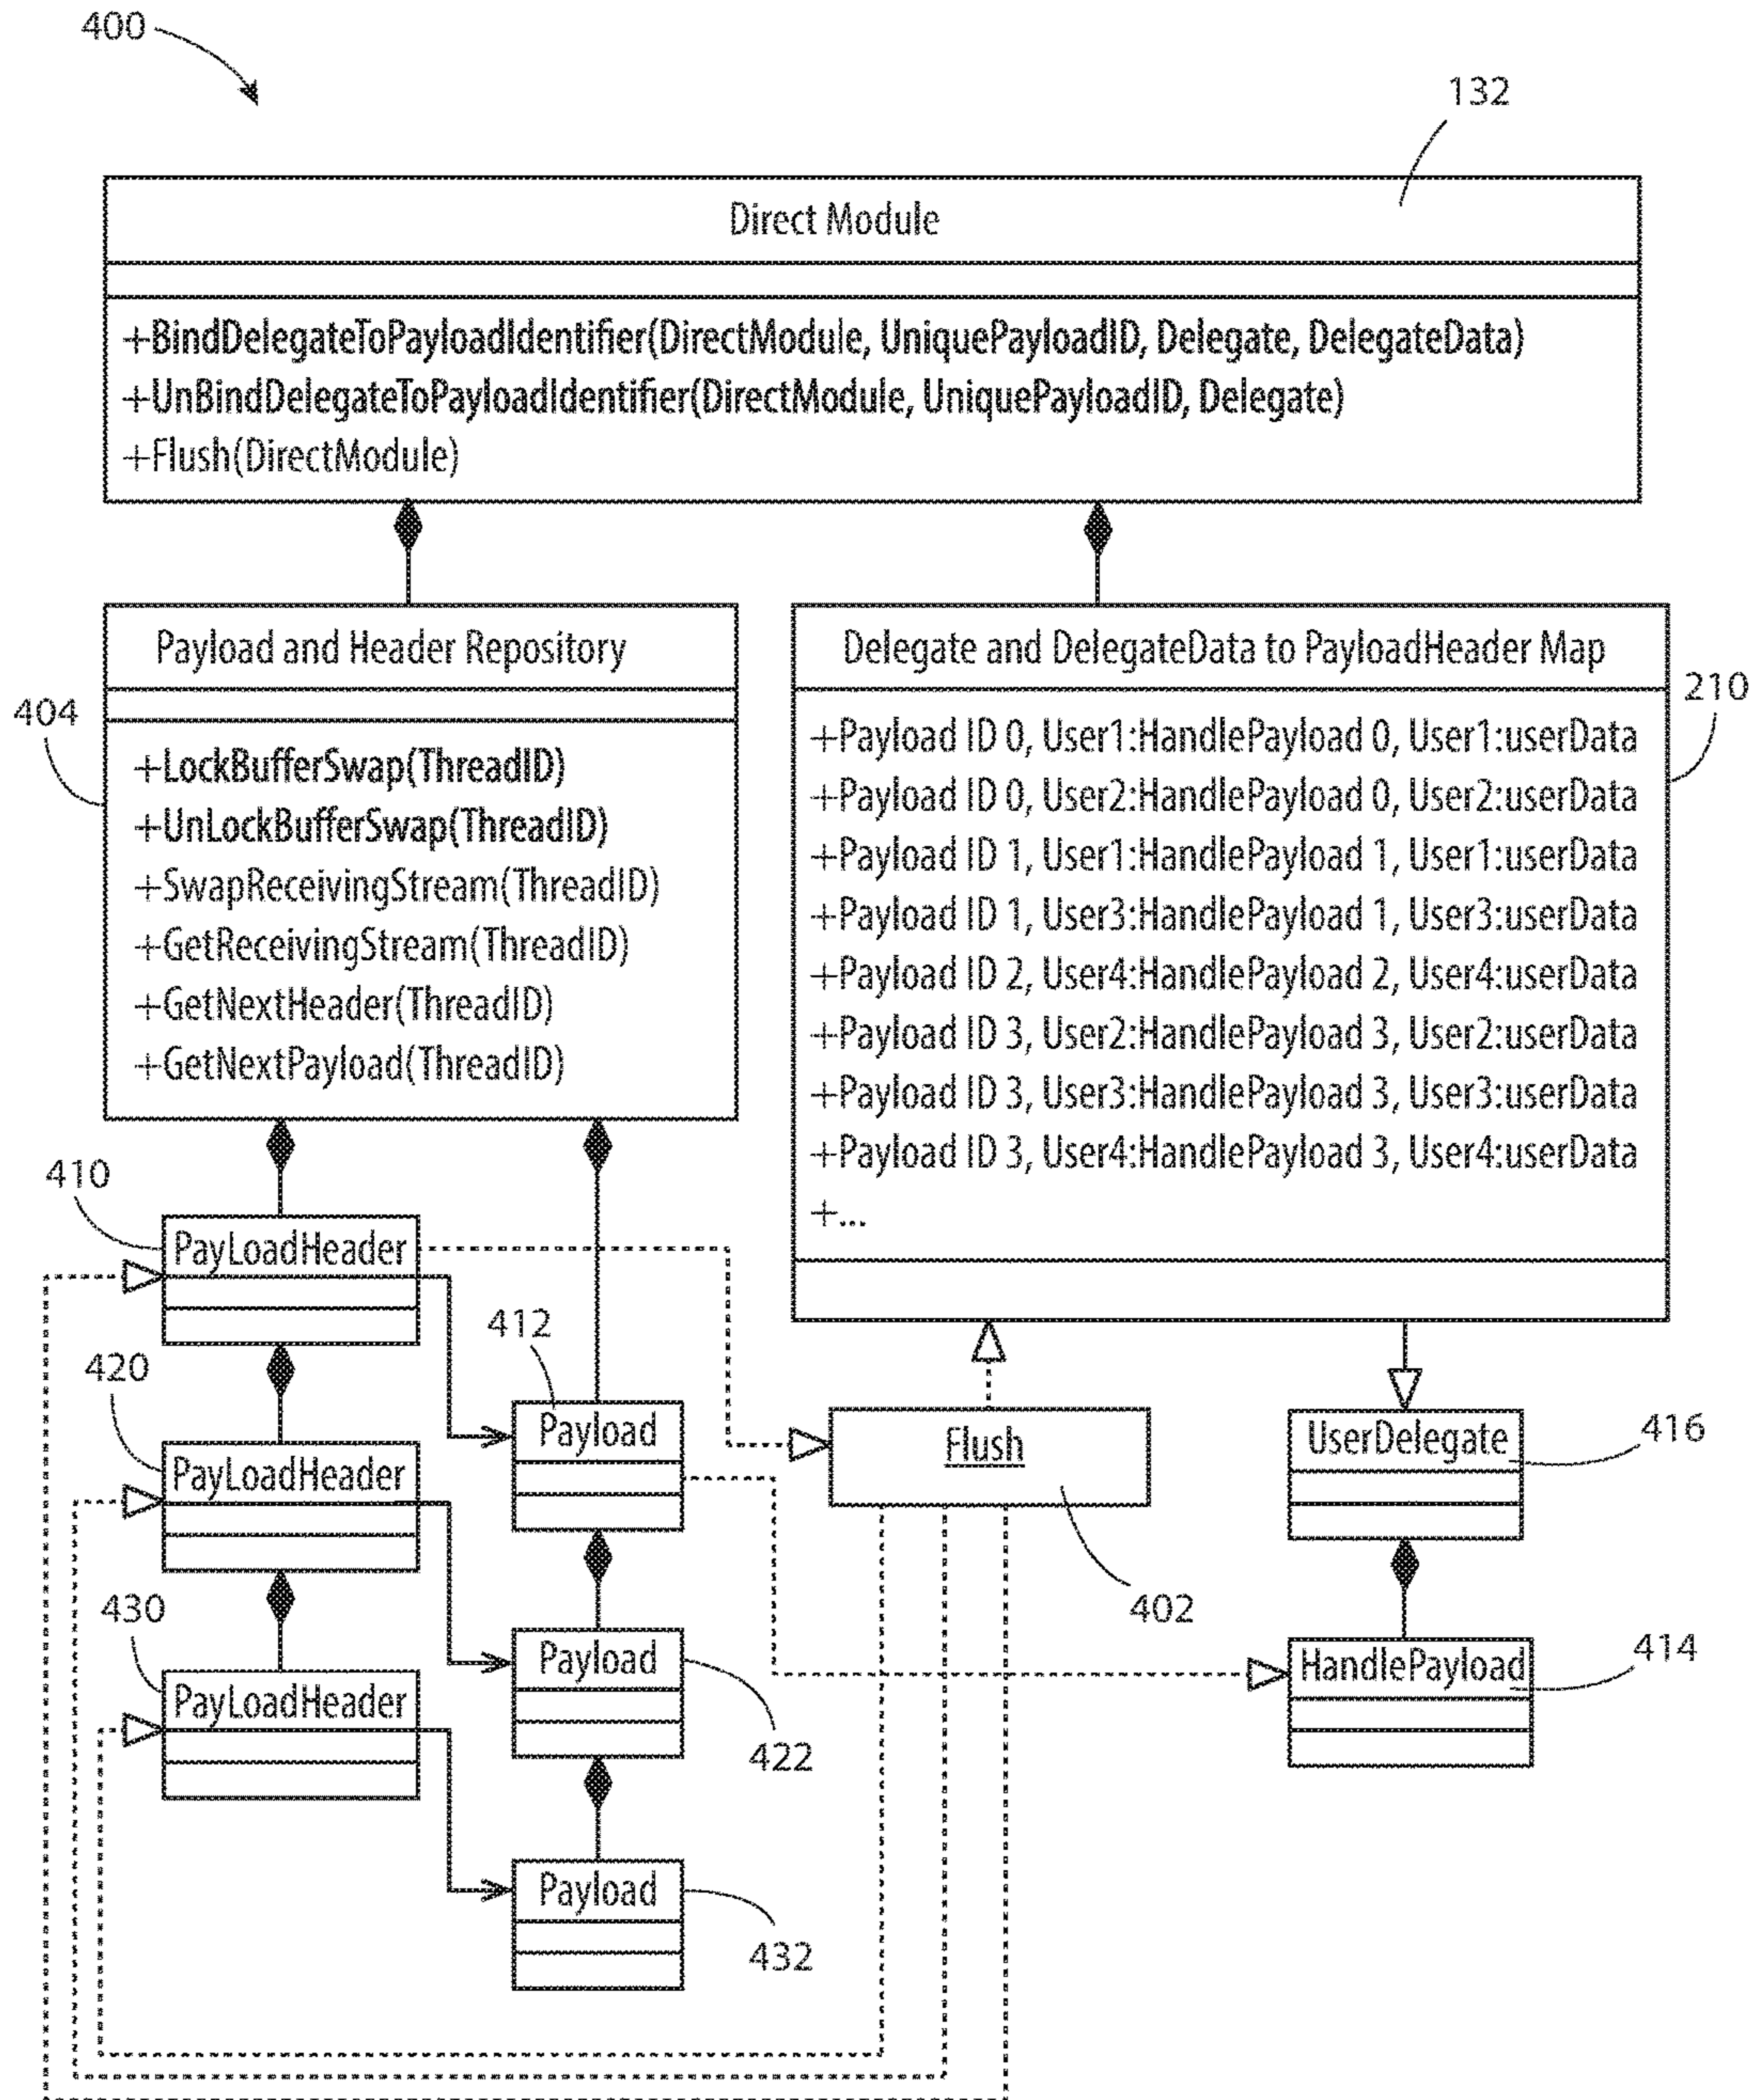 400
132
Direct Module
+BindDelegateToPayloadIdentifier(DirectModule, UniquePayloadID, Delegate, DelegateData)
+UnBindDelegateToPayloadIdentifier(DirectModule, UniquePayloadID, Delegate)
+Flush(DirectModule)
Payload and Header Repository
404
+LockBufferSwap(ThreadID)
+UnLockBufferSwap(ThreadID)
+SwapReceivingStream(ThreadID)
+GetReceivingStream(ThreadID)
+GetNextHeader(ThreadID)
+GetNextPayload(ThreadID)
Delegate and DelegateData to PayloadHeader Map
210
+Payload ID 0, User1:HandlePayload 0, User1:userData
+Payload ID 0, User2:HandlePayload 0, User2:userData
+Payload ID 1, User1:HandlePayload 1, User1:userData
+Payload ID 1, User3:HandlePayload 1, User3:userData
+Payload ID 2, User4:HandlePayload 2, User4:userData
+Payload ID 3, User2:HandlePayload 3, User2:userData
+Payload ID 3, User3:HandlePayload 3, User3:userData
+Payload ID 3, User4:HandlePayload 3, User4:userData
+...
410
PayLoadHeader
412
Payload
420
PayLoadHeader
Flush
402
UserDelegate
416
430
PayLoadHeader
Payload
422
HandlePayload
414
Payload
432